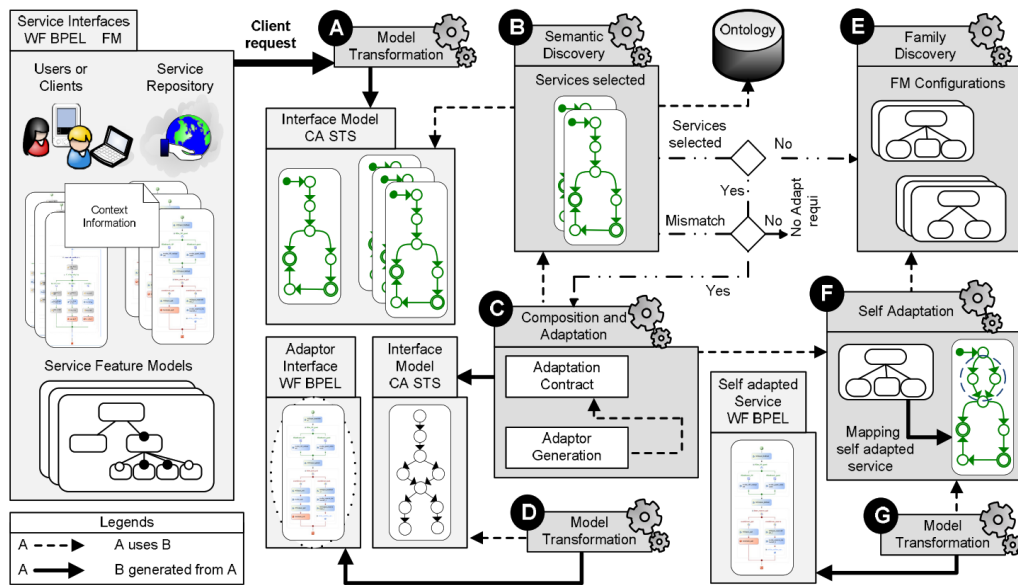 Service Interfaces
WF BPEL FM
Users or
Clients
Service
Repository
Context
Information
Service Feature Models
Legends
A A uses B
A B generated from A
Client
request
A
Model
Transformation
Interface Model
CA STS
B
Semantic
Discovery
Services selected
Ontology
Services
selected
No
Yes
Mismatch
No
No Adapt
requi
Yes
E
Family
Discovery
FM Configurations
C
Composition and
Adaptation
Adaptation
Contract
Adaptor
Generation
Adaptor
Interface
WF BPEL
Interface
Model
CA STS
D
Model
Transformation
Self adapted
Service
WF BPEL
F
Self Adaptation
Mapping
self adapted
service
G
Model
Transformation